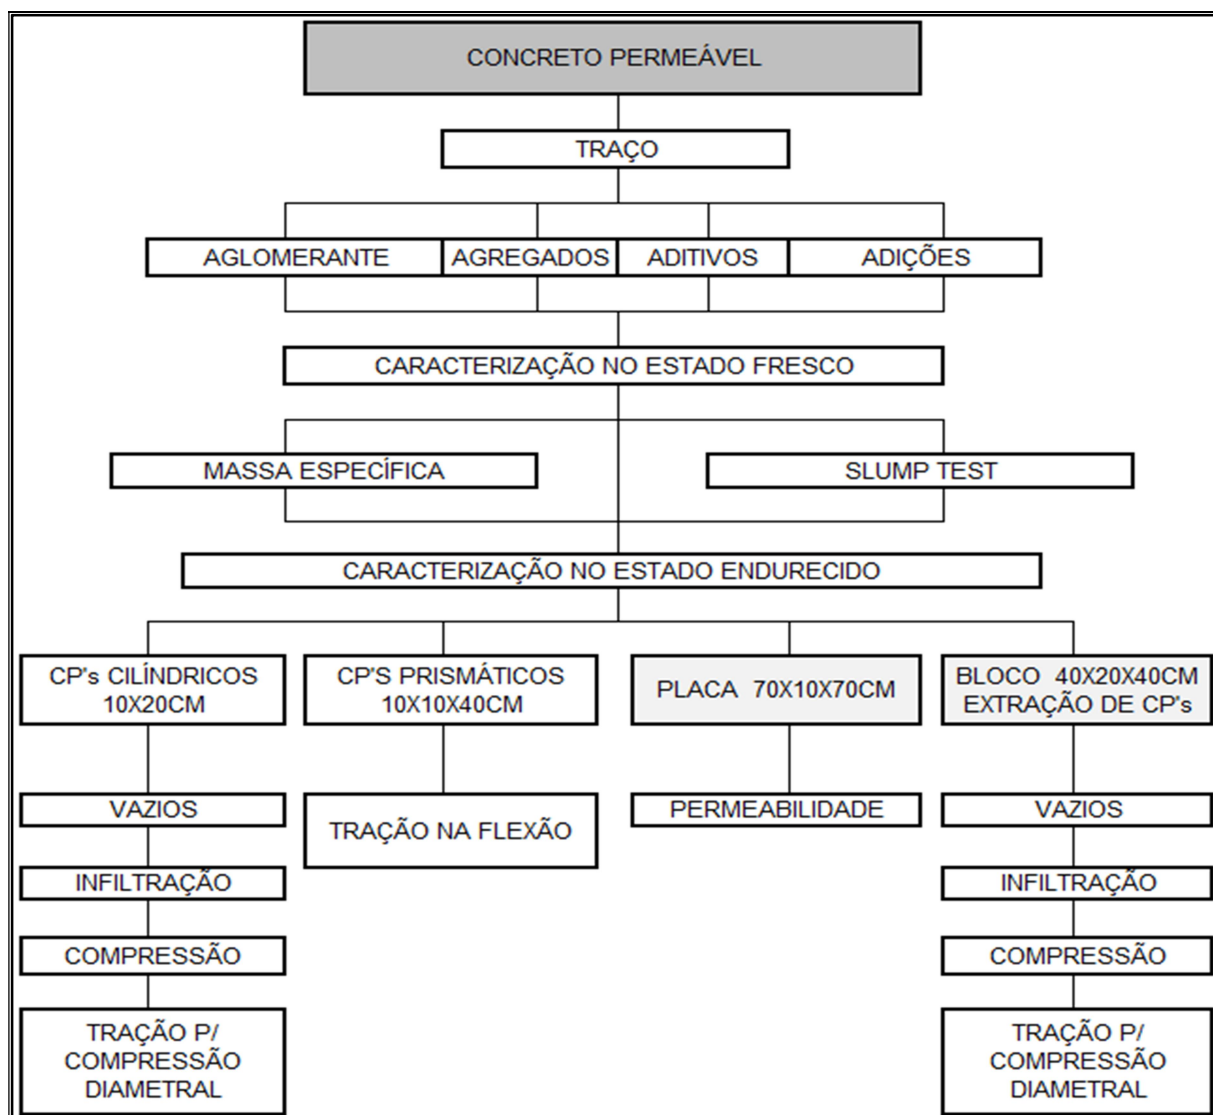 CONCRETO PERMEÁVEL
TRAÇO
AGLOMERANTE
AGREGADOS
ADITIVOS
ADIÇÕES
CARACTERIZAÇÃO NO ESTADO FRESCO
MASSA ESPECÍFICA
SLUMP TEST
CARACTERIZAÇÃO NO ESTADO ENDURECIDO
CP's CILÍNDRICOS
10X20CM
CP'S PRISMÁTICOS
10X10X40CM
PLACA 70X10X70CM
BLOCO 40X20X40CM
EXTRAÇÃO DE CP's
VAZIOS
TRAÇÃO NA FLEXÃO
PERMEABILIDADE
VAZIOS
INFILTRAÇÃO
INFILTRAÇÃO
COMPRESSÃO
COMPRESSÃO
TRAÇÃO P/
COMPRESSÃO
DIAMETRAL
TRAÇÃO P/
COMPRESSÃO
DIAMETRAL